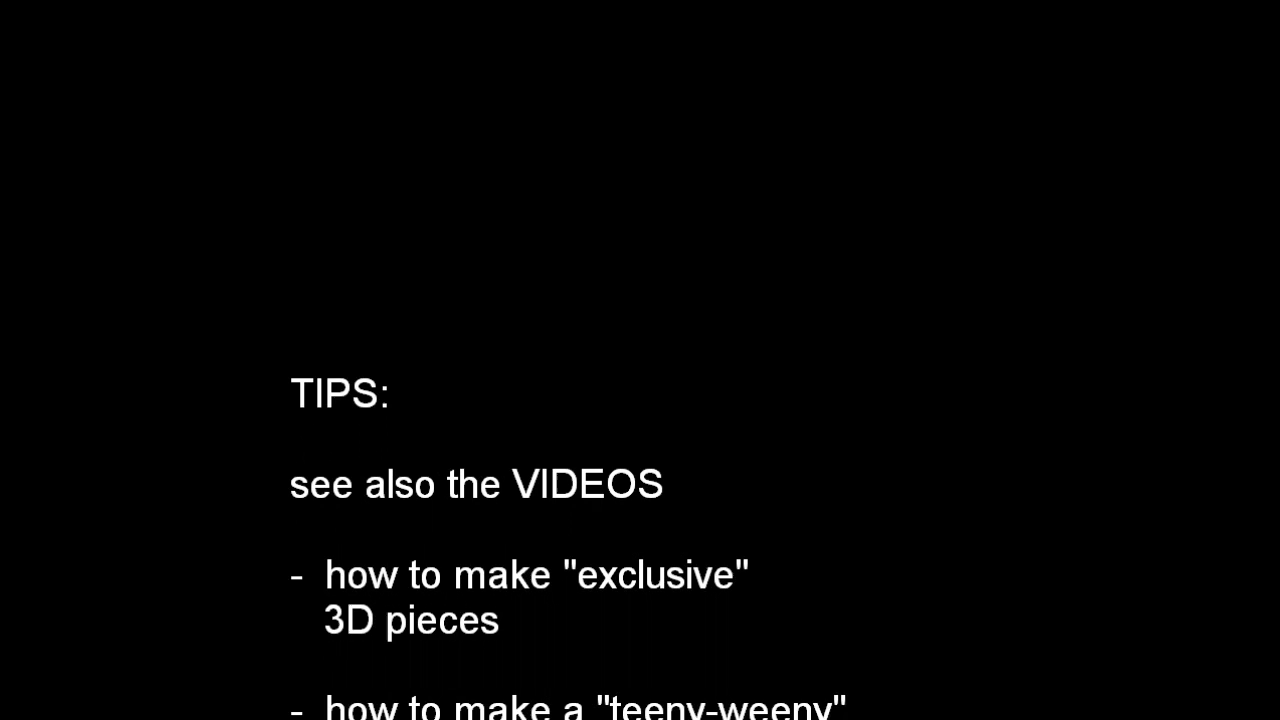 TIPS:
see also the VIDEOS
- how to make "exclusive"
3D pieces
- how to make a "teeny-weeny"